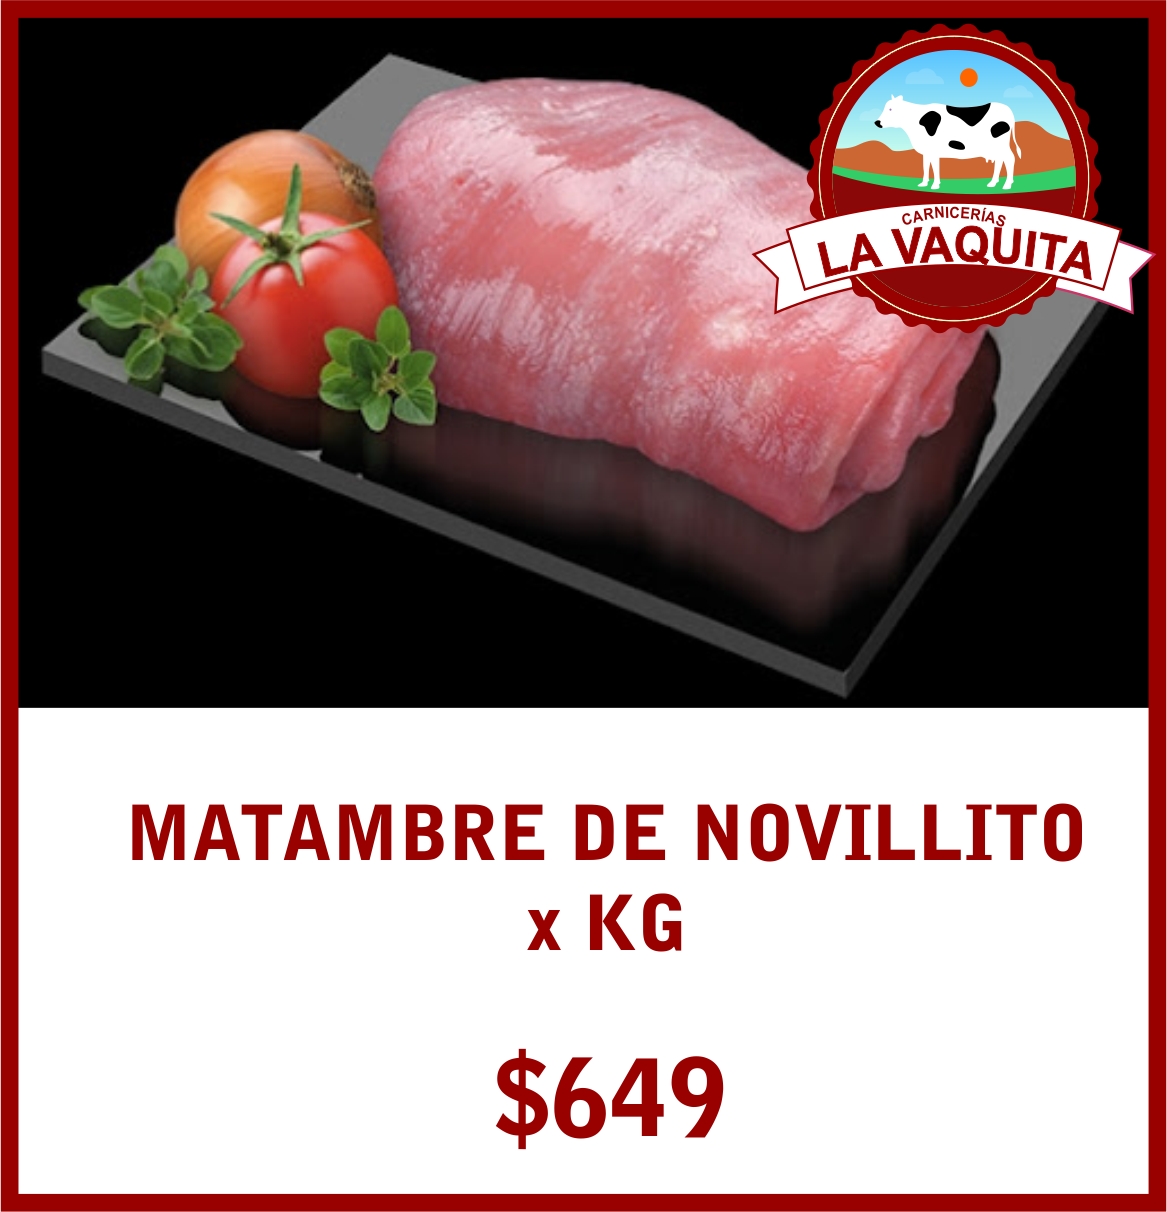 CARNICERÍAS
LA VAQUITA
MATAMBRE DE NOVILLITO
x KG
$649